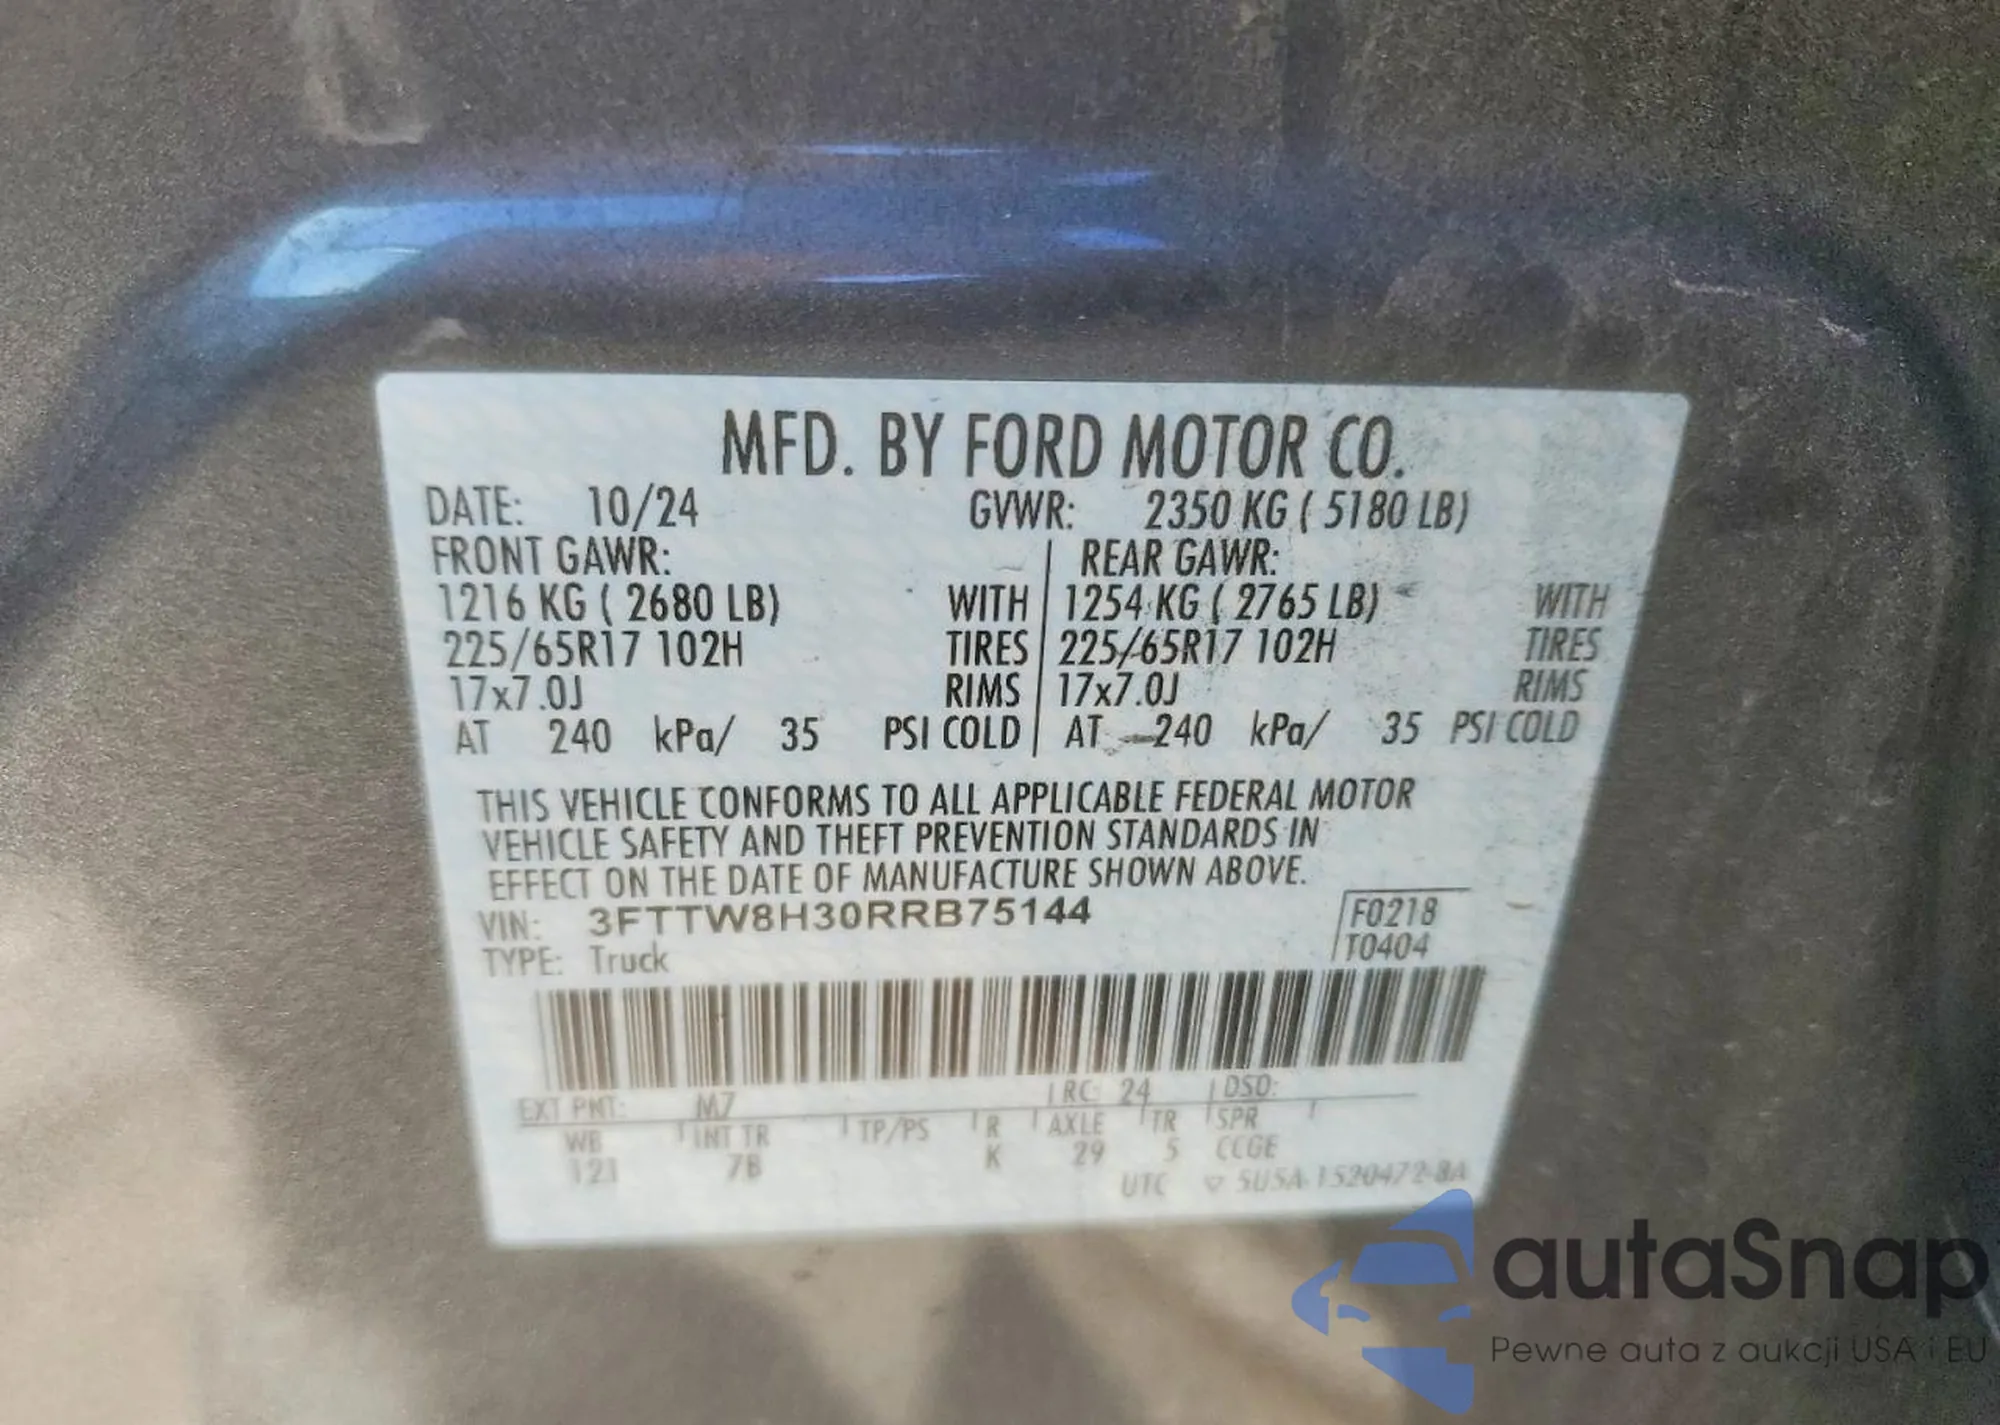 MFD. BY FORD MOTOR CO.
DATE: 10/24 GVWR: 2350 KG ( 5180 LB)
FRONT GAWR: REAR GAWR:
1216 KG ( 2680 LB) WITH 1254 KG ( 2765 LB) WITH
225/65R17 102H TIRES 225/65R17 102H TIRES
17x7.0J RIMS 17x7.0J RIMS
AT 240 kPa/ 35 PSI COLD AT 240 kPa/ 35 PSI COLD
THIS VEHICLE CONFORMS TO ALL APPLICABLE FEDERAL MOTOR
VEHICLE SAFETY AND THEFT PREVENTION STANDARDS IN
EFFECT ON THE DATE OF MANUFACTURE SHOWN ABOVE.
VIN: 3FTTW8H30RRB75144 F0218
TYPE: Truck T0404
EXT PNT: M7 RC: 24 DSO:
WB INT TR TP/PS R AXLE TR SPR
121 7B K 29 5 CCGE
UTC 5U5A-1520472-BA
autaSnap
Pewne auta z aukcji USA i EU